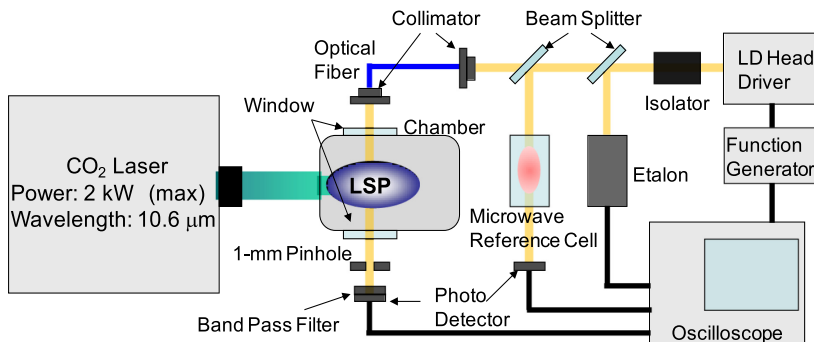 Collimator
Beam Splitter
Optical
Fiber
LD Head
Driver
Isolator
Window
Chamber
Function
Generator
CO₂ Laser
Power: 2 kW (max)
Wavelength: 10.6 μm
LSP
Etalon
Microwave
Reference Cell
1-mm Pinhole
Photo
Detector
Band Pass Filter
Oscilloscope